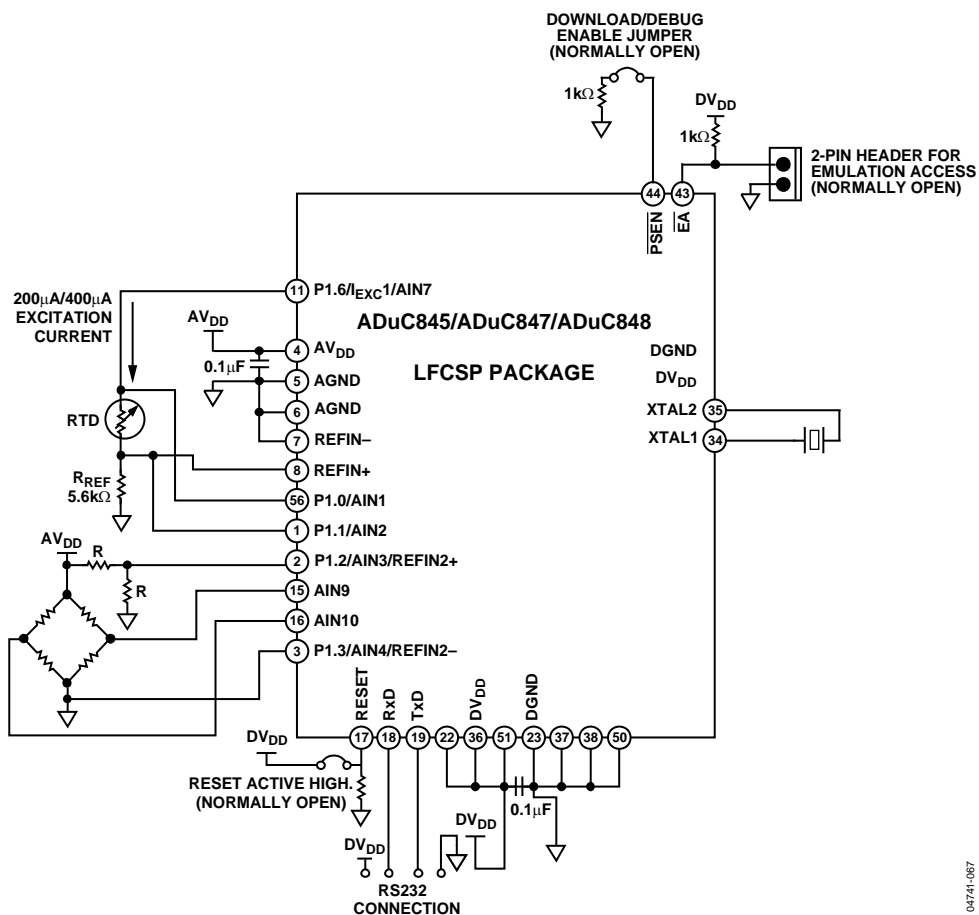 DOWNLOAD/DEBUG
ENABLE JUMPER
(NORMALLY OPEN)
1kΩ
DVDD
1kΩ
2-PIN HEADER FOR
EMULATION ACCESS
(NORMALLY OPEN)
44
43
PSEN
EA
200μA/400μA
EXCITATION
CURRENT
11 P1.6/IEXC1/AIN7
ADuC845/ADuC847/ADuC848
LFCSP PACKAGE
AVDD
4 AVDD
0.1μF
5 AGND
6 AGND
7 REFIN–
8 REFIN+
56 P1.0/AIN1
1 P1.1/AIN2
2 P1.2/AIN3/REFIN2+
15 AIN9
16 AIN10
3 P1.3/AIN4/REFIN2–
DGND
DVDD
XTAL2 35
XTAL1 34
RTD
RREF
5.6kΩ
AVDD
R
R
RESET
RxD
TxD
DVDD
DGND
17 18 19 22 36 51 23 37 38 50
DVDD
RESET ACTIVE HIGH.
(NORMALLY OPEN)
0.1μF
DVDD
DVDD
RS232
CONNECTION
04741-067